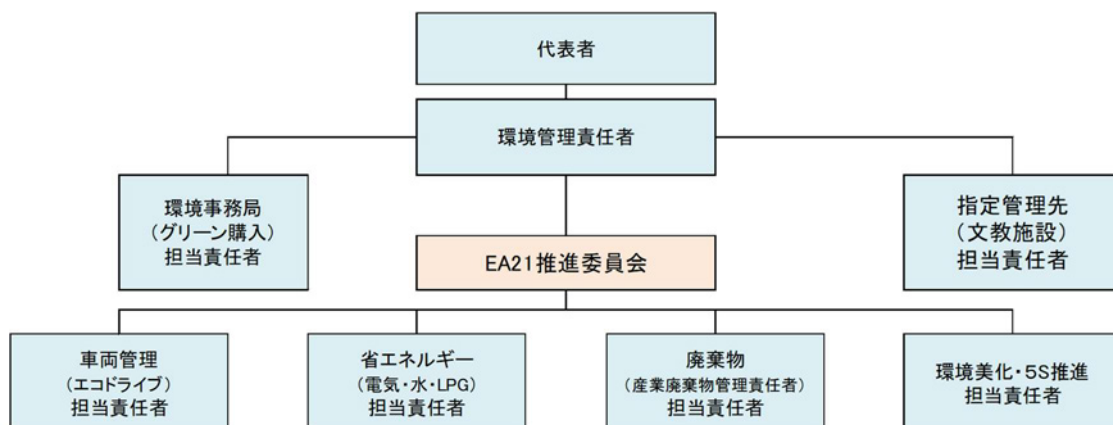 代表者
環境管理責任者
環境事務局
(グリーン購入)
担当責任者
指定管理先
(文教施設)
担当責任者
EA21推進委員会
車両管理
(エコドライブ)
担当責任者
省エネルギー
(電気・水・LPG)
担当責任者
廃棄物
(産業廃棄物管理責任者)
担当責任者
環境美化・5S推進
担当責任者